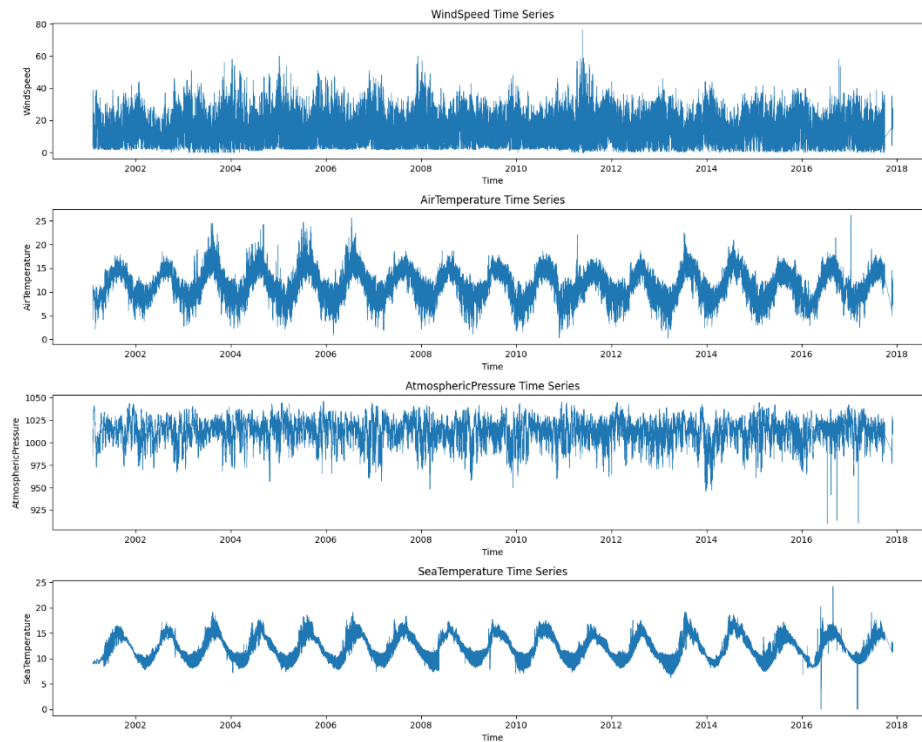 WindSpeed Time Series
80
60
40
20
0
WindSpeed
2002 2004 2006 2008 2010 2012 2014 2016 2018
Time
AirTemperature Time Series
25
20
15
10
5
0
AirTemperature
2002 2004 2006 2008 2010 2012 2014 2016 2018
Time
AtmosphericPressure Time Series
1050
1025
1000
975
950
925
AtmosphericPressure
2002 2004 2006 2008 2010 2012 2014 2016 2018
Time
SeaTemperature Time Series
25
20
15
10
5
0
SeaTemperature
2002 2004 2006 2008 2010 2012 2014 2016 2018
Time